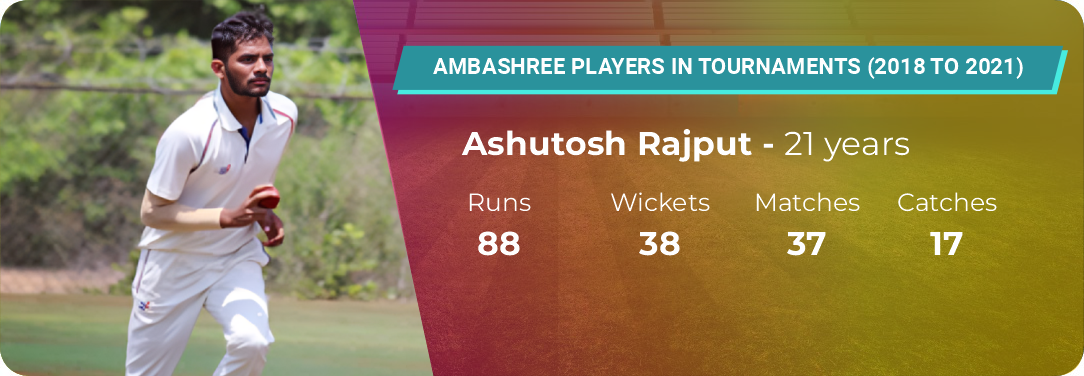 AMBASHREE PLAYERS IN TOURNAMENTS (2018 TO 2021)
Ashutosh Rajput - 21 years
Runs Wickets Matches Catches
88 38 37 17